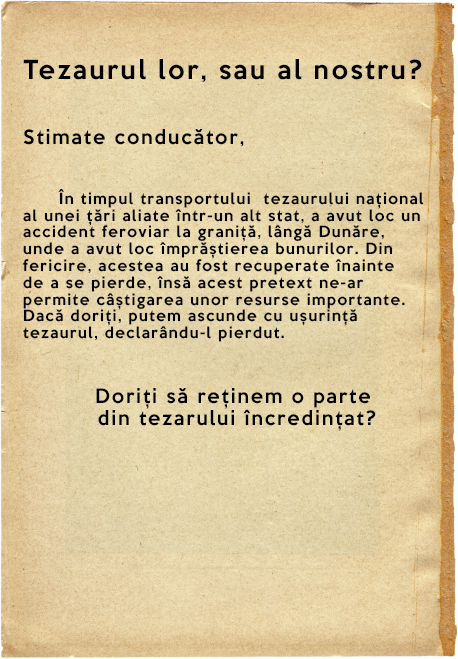 Tezaurul lor, sau al nostru?
Stimate conducător,
În timpul transportului tezaurului național
al unei țări aliate într-un alt stat, a avut loc un
accident feroviar la graniță, lângă Dunăre,
unde a avut loc împrăștierea bunurilor. Din
fericire, acestea au fost recuperate înainte
de a se pierde, însă acest pretext ne-ar
permite câștigarea unor resurse importante.
Dacă doriți, putem ascunde cu ușurință
tezaurul, declarându-l pierdut.
Doriți să reținem o parte
din tezarului încredințat?